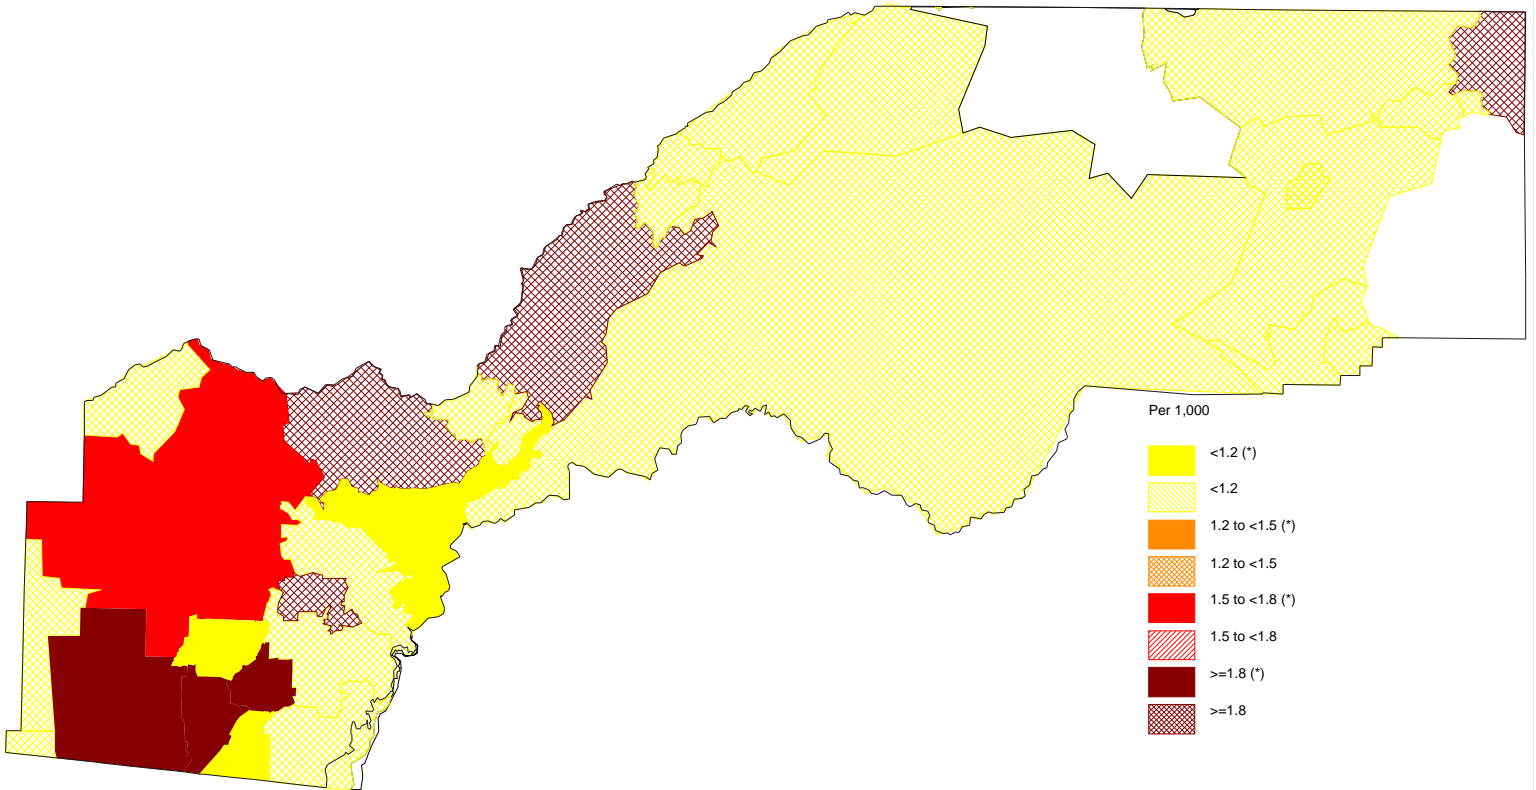 Per 1,000
<1.2 (*)
<1.2
1.2 to <1.5 (*)
1.2 to <1.5
1.5 to <1.8 (*)
1.5 to <1.8
>=1.8 (*)
>=1.8